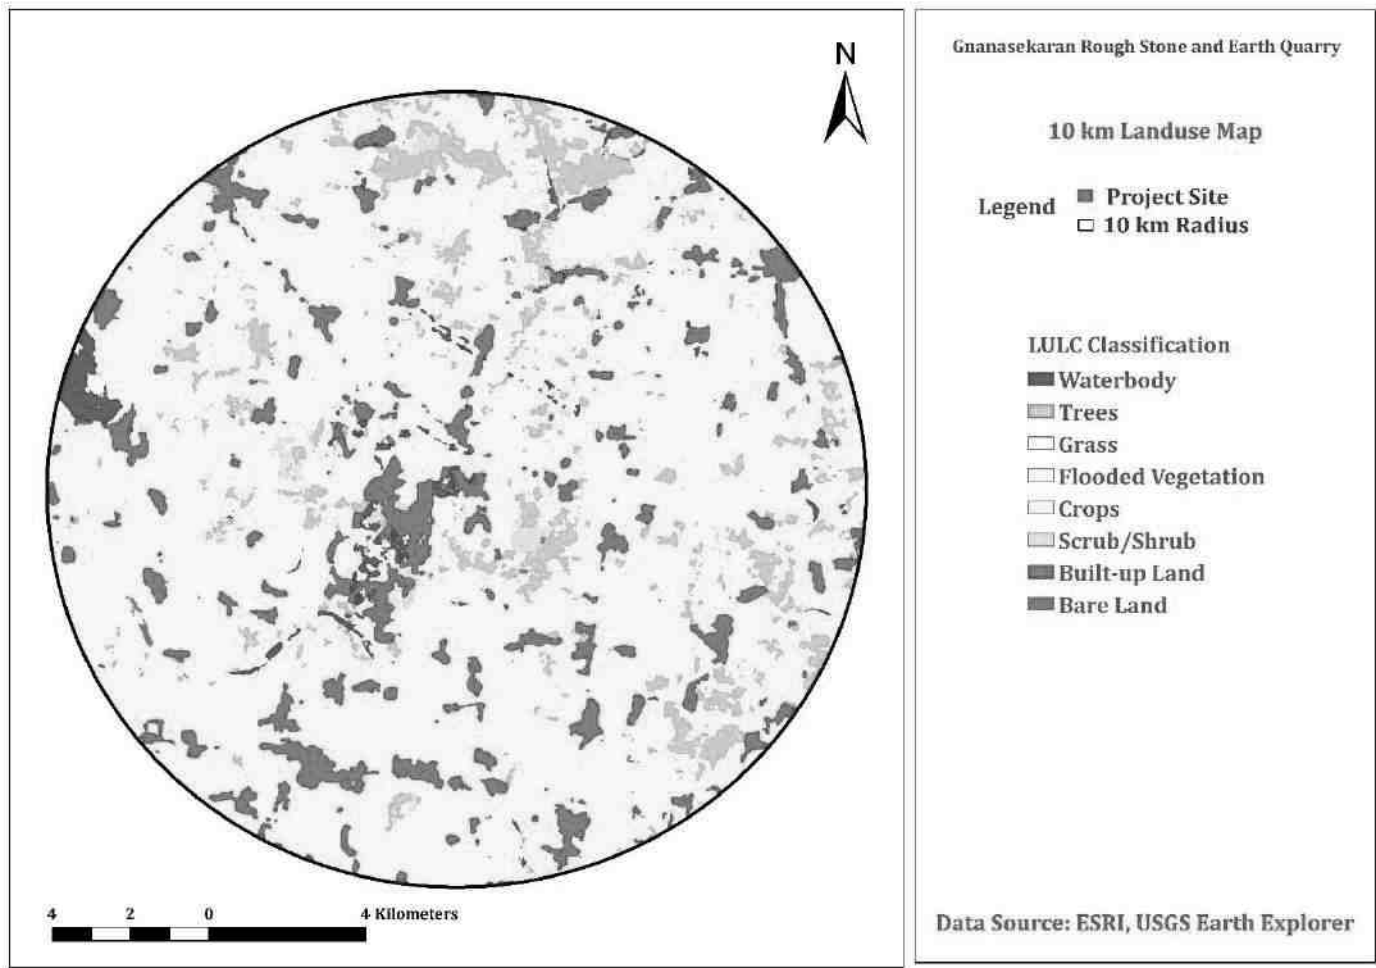 N
4 2 0 4 Kilometers
Gnanasekaran Rough Stone and Earth Quarry
10 km Landuse Map
Legend
Project Site
10 km Radius
LULC Classification
Waterbody
Trees
Grass
Flooded Vegetation
Crops
Scrub/Shrub
Built-up Land
Bare Land
Data Source: ESRI, USGS Earth Explorer